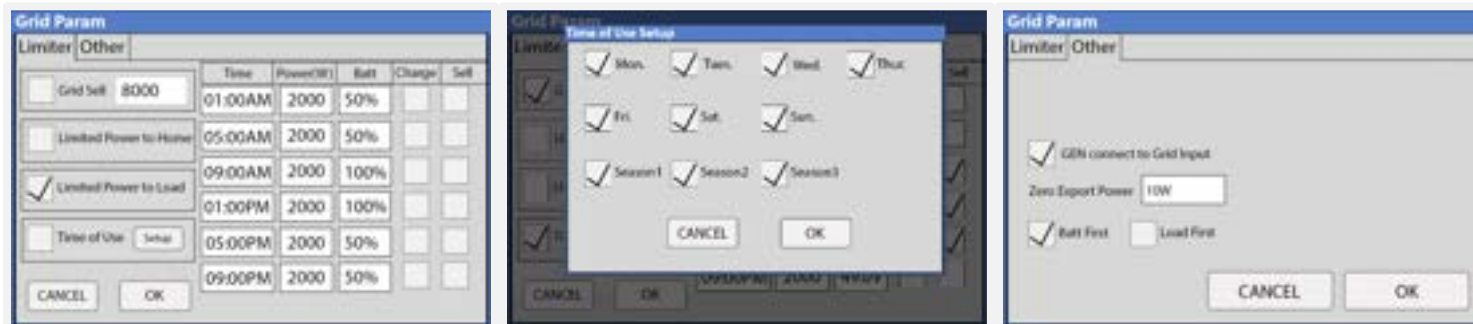 Grid Param
Limiter Other
Time Power(W) Batt Charge Sell
Grid Sell 8000
01:00AM 2000 50%
Limited Power to Home
05:00AM 2000 50%
09:00AM 2000 100%
Limited Power to Load
01:00PM 2000 100%
Time of Use Setup
05:00PM 2000 50%
09:00PM 2000 50%
CANCEL OK
Grid Param
Time of Use Setup
Mon. Wed. Thur.
Fri. Sat. Sun.
Season1 Season2 Season3
CANCEL OK
CANCEL OK
Grid Param
Limiter Other
GEN connect to Grid Input
Zero Export Power 10W
Batt First Load First
CANCEL OK